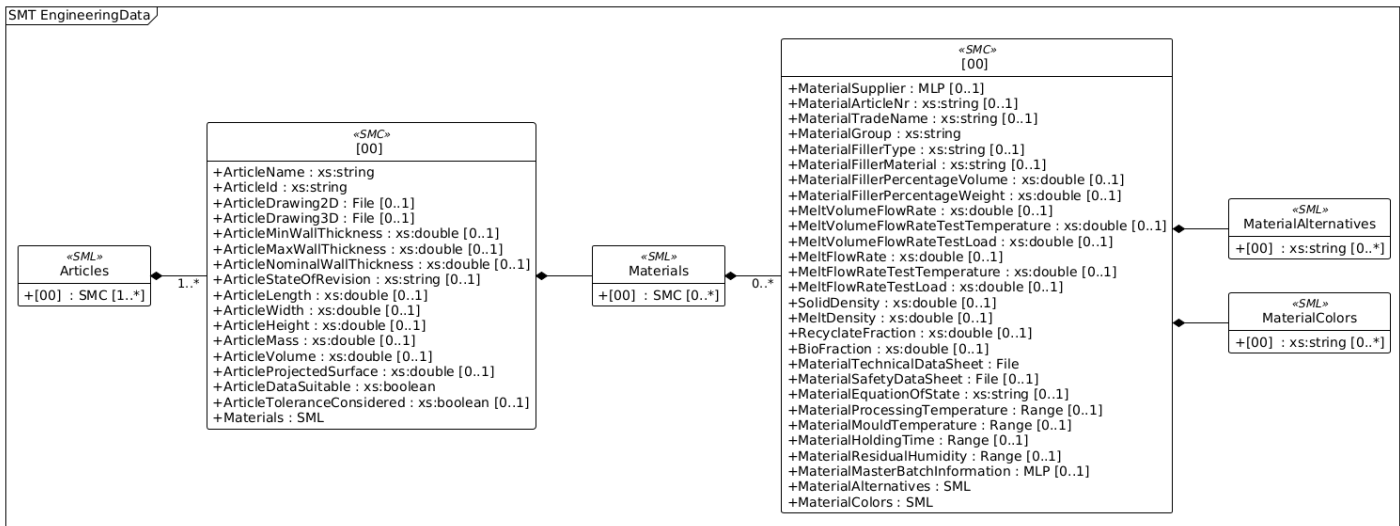 SMT EngineeringData
«SML»
Articles
+[00] : SMC [1..*]
1..*
«SMC»
[00]
+ArticleName : xs:string
+ArticleId : xs:string
+ArticleDrawing2D : File [0..1]
+ArticleDrawing3D : File [0..1]
+ArticleMinWallThickness : xs:double [0..1]
+ArticleMaxWallThickness : xs:double [0..1]
+ArticleNominalWallThickness : xs:double [0..1]
+ArticleStateOfRevision : xs:string [0..1]
+ArticleLength : xs:double [0..1]
+ArticleWidth : xs:double [0..1]
+ArticleHeight : xs:double [0..1]
+ArticleMass : xs:double [0..1]
+ArticleVolume : xs:double [0..1]
+ArticleProjectedSurface : xs:double [0..1]
+ArticleDataSuitable : xs:boolean
+ArticleToleranceConsidered : xs:boolean [0..1]
+Materials : SML
«SML»
Materials
+[00] : SMC [0..*]
0..*
«SMC»
[00]
+MaterialSupplier : MLP [0..1]
+MaterialArticleNr : xs:string [0..1]
+MaterialTradeName : xs:string [0..1]
+MaterialGroup : xs:string
+MaterialFillerType : xs:string [0..1]
+MaterialFillerMaterial : xs:string [0..1]
+MaterialFillerPercentageVolume : xs:double [0..1]
+MaterialFillerPercentageWeight : xs:double [0..1]
+MeltVolumeFlowRate : xs:double [0..1]
+MeltVolumeFlowRateTestTemperature : xs:double [0..1]
+MeltVolumeFlowRateTestLoad : xs:double [0..1]
+MeltFlowRate : xs:double [0..1]
+MeltFlowRateTestTemperature : xs:double [0..1]
+MeltFlowRateTestLoad : xs:double [0..1]
+SolidDensity : xs:double [0..1]
+MeltDensity : xs:double [0..1]
+RecyclateFraction : xs:double [0..1]
+BioFraction : xs:double [0..1]
+MaterialTechnicalDataSheet : File
+MaterialSafetyDataSheet : File [0..1]
+MaterialEquationOfState : xs:string [0..1]
+MaterialProcessingTemperature : Range [0..1]
+MaterialMouldTemperature : Range [0..1]
+MaterialHoldingTime : Range [0..1]
+MaterialResidualHumidity : Range [0..1]
+MaterialMasterBatchInformation : MLP [0..1]
+MaterialAlternatives : SML
+MaterialColors : SML
«SML»
MaterialAlternatives
+[00] : xs:string [0..*]
«SML»
MaterialColors
+[00] : xs:string [0..*]